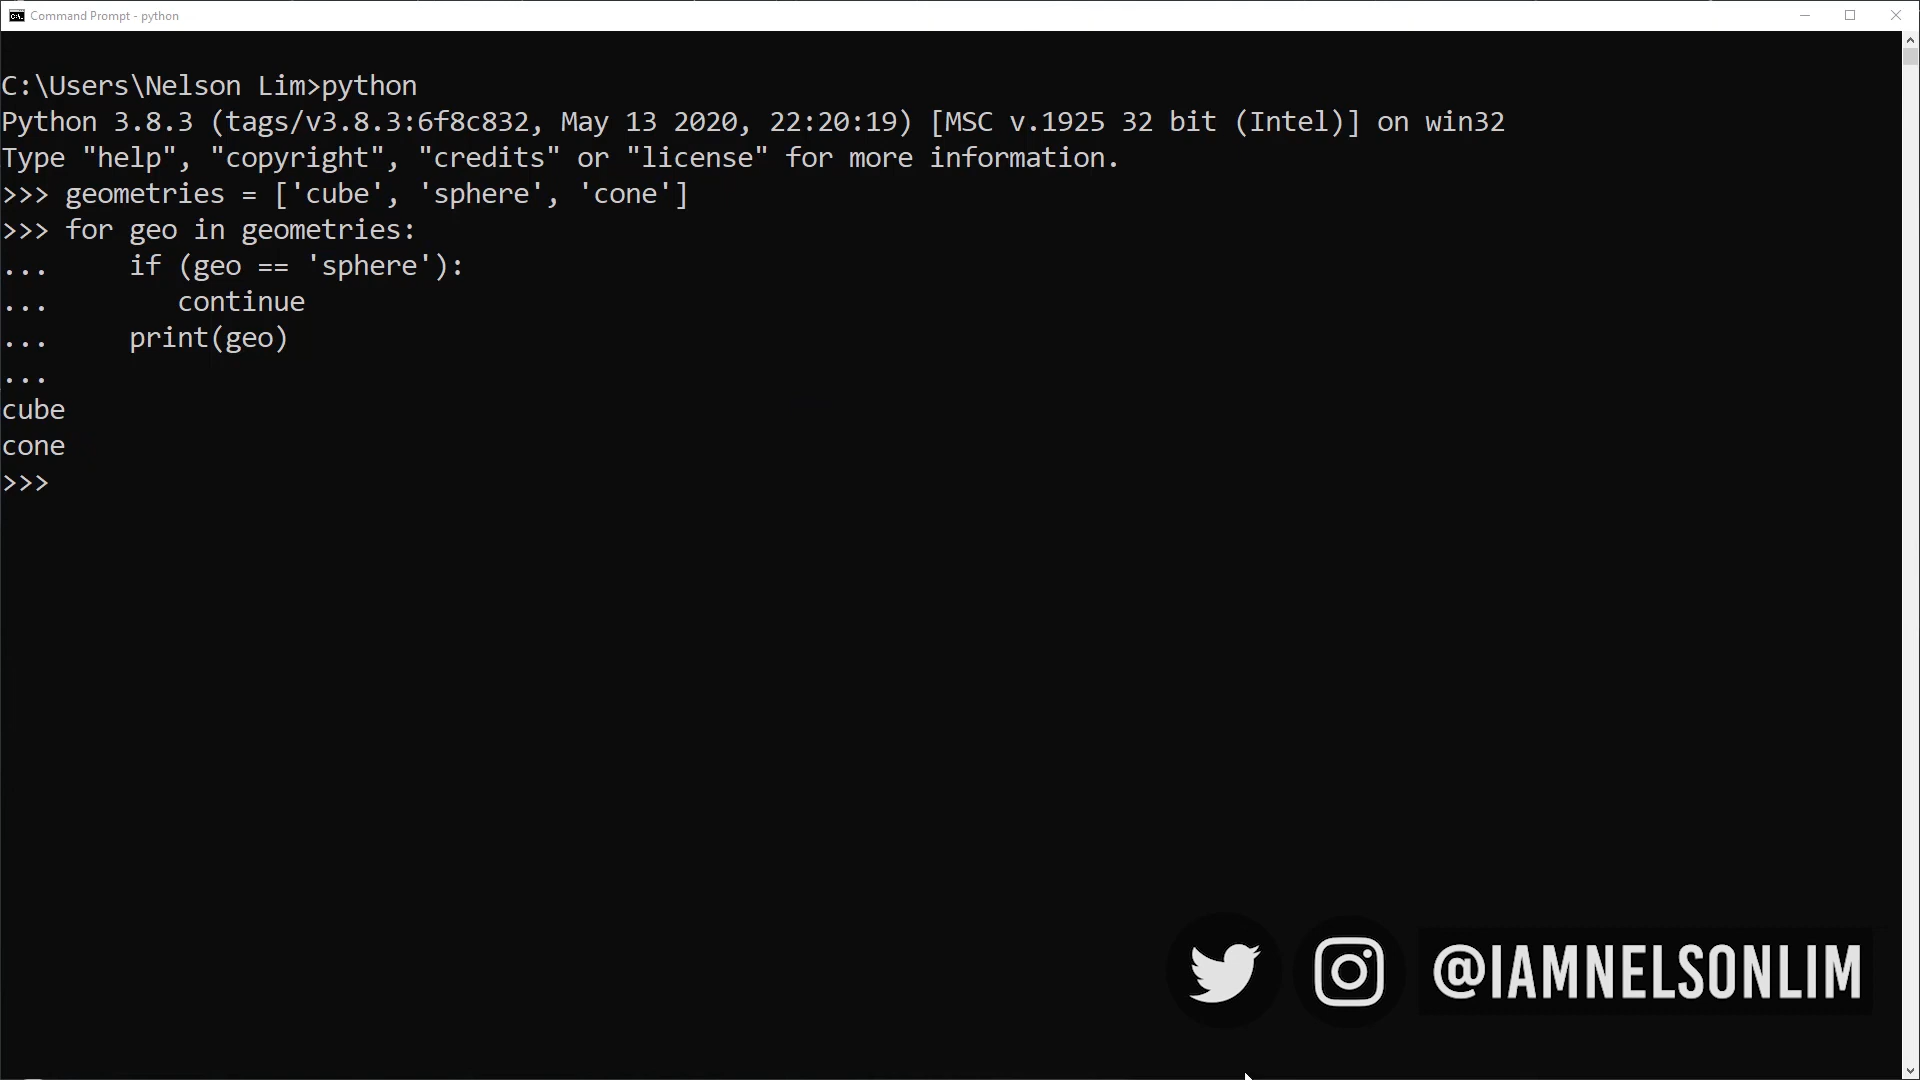 Command Prompt - python
C:\Users\Nelson Lim>python
Python 3.8.3 (tags/v3.8.3:6f8c832, May 13 2020, 22:20:19) [MSC v.1925 32 bit (Intel)] on win32
Type "help", "copyright", "credits" or "license" for more information.
>>> geometries = ['cube', 'sphere', 'cone']
>>> for geo in geometries:
...     if (geo == 'sphere'):
...        continue
...     print(geo)
...
cube
cone
>>>
@IAMNELSONLIM